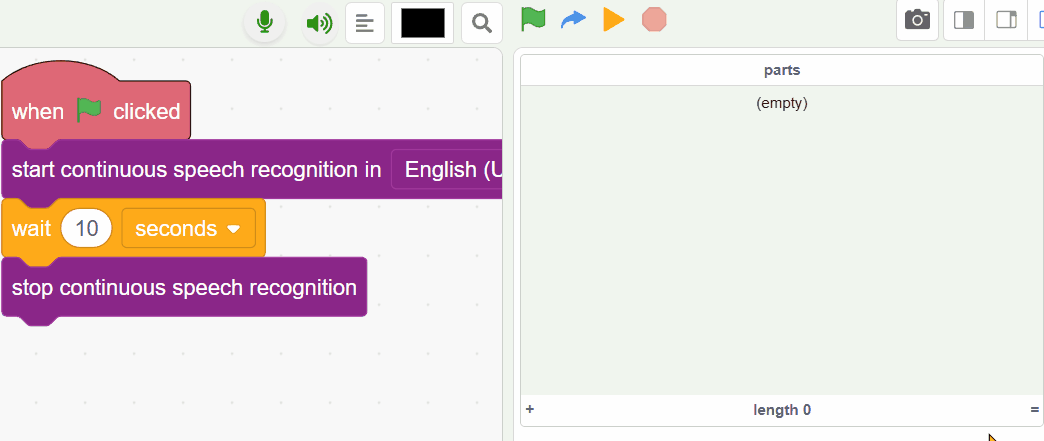 when clicked
start continuous speech recognition in English (U
wait 10 seconds
stop continuous speech recognition
parts
(empty)
+ length 0 =